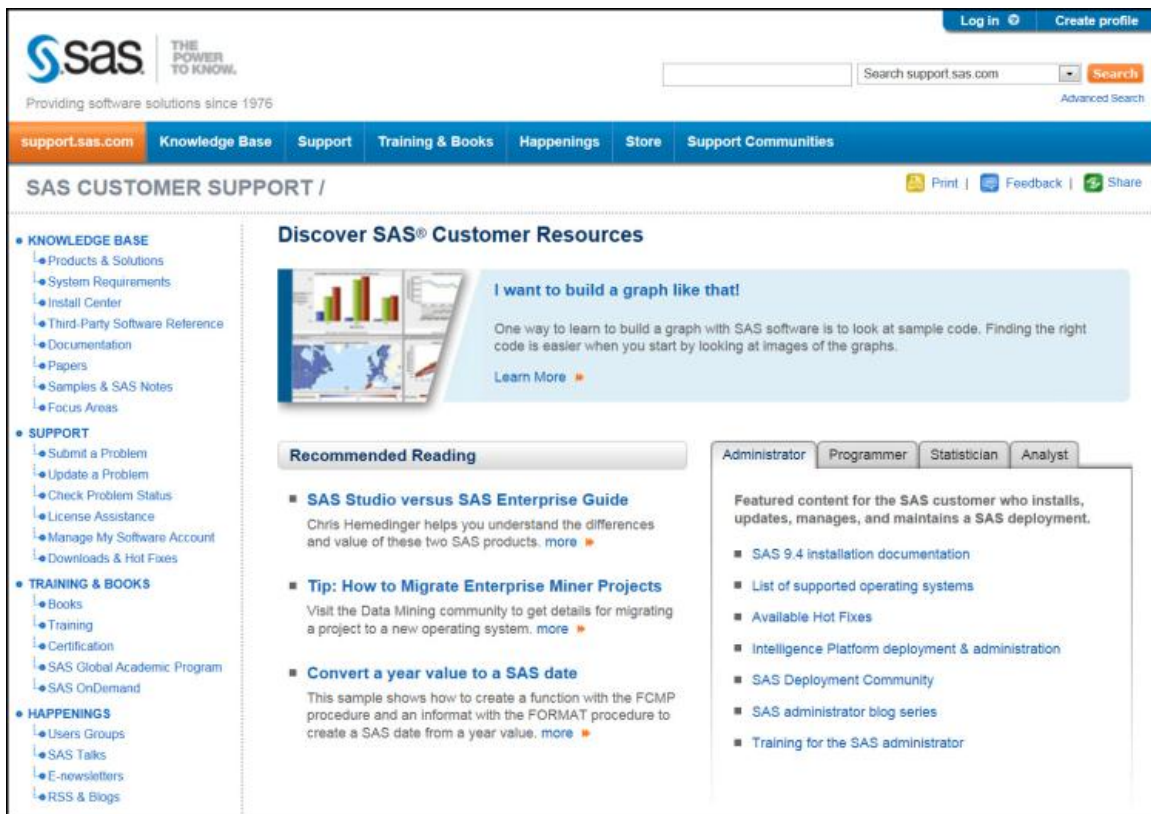 Log in
Create profile
sas
THE
POWER
TO KNOW.
Search support.sas.com
Search
Providing software solutions since 1976
Advanced Search
support.sas.com
Knowledge Base
Support
Training & Books
Happenings
Store
Support Communities
SAS CUSTOMER SUPPORT /
Print |
Feedback |
Share
KNOWLEDGE BASE
Products & Solutions
System Requirements
Install Center
Third-Party Software Reference
Documentation
Papers
Samples & SAS Notes
Focus Areas
SUPPORT
Submit a Problem
Update a Problem
Check Problem Status
License Assistance
Manage My Software Account
Downloads & Hot Fixes
TRAINING & BOOKS
Books
Training
Certification
SAS Global Academic Program
SAS OnDemand
HAPPENINGS
Users Groups
SAS Talks
E-newsletters
RSS & Blogs
Discover SAS® Customer Resources
I want to build a graph like that!
One way to learn to build a graph with SAS software is to look at sample code. Finding the right
code is easier when you start by looking at images of the graphs.
Learn More
Recommended Reading
SAS Studio versus SAS Enterprise Guide
Chris Hemedinger helps you understand the differences
and value of these two SAS products. more
Tip: How to Migrate Enterprise Miner Projects
Visit the Data Mining community to get details for migrating
a project to a new operating system. more
Convert a year value to a SAS date
This sample shows how to create a function with the FCMP
procedure and an informat with the FORMAT procedure to
create a SAS date from a year value. more
Administrator
Programmer
Statistician
Analyst
Featured content for the SAS customer who installs,
updates, manages, and maintains a SAS deployment.
SAS 9.4 installation documentation
List of supported operating systems
Available Hot Fixes
Intelligence Platform deployment & administration
SAS Deployment Community
SAS administrator blog series
Training for the SAS administrator